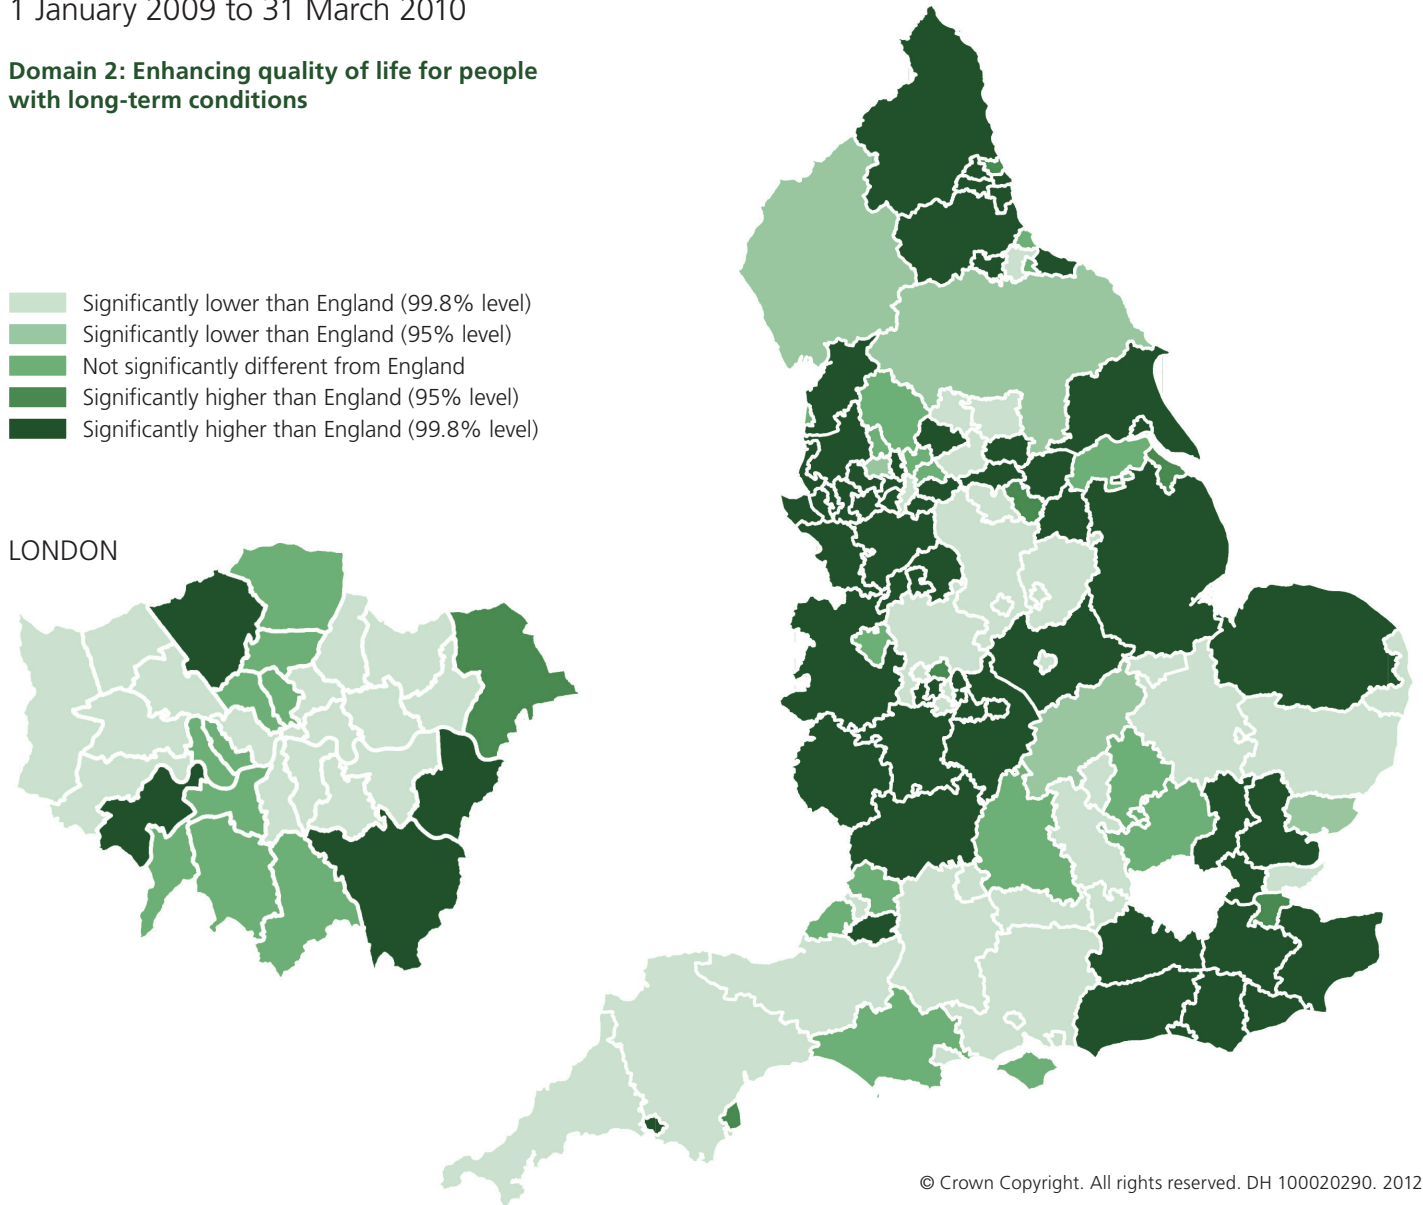 1 January 2009 to 31 March 2010
Domain 2: Enhancing quality of life for people
with long-term conditions
Significantly lower than England (99.8% level)
Significantly lower than England (95% level)
Not significantly different from England
Significantly higher than England (95% level)
Significantly higher than England (99.8% level)
LONDON
© Crown Copyright. All rights reserved. DH 100020290. 2012